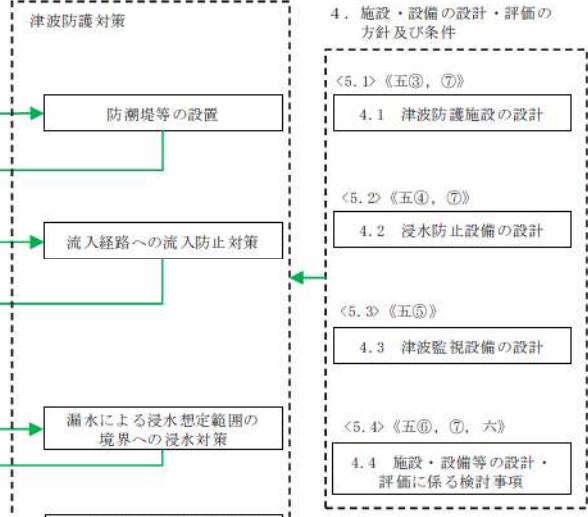 津波防護対策
防潮堤等の設置
流入経路への流入防止対策
漏水による浸水想定範囲の
境界への浸水対策
4．施設・設備の設計・評価の
方針及び条件
<5.1>《五③，⑦》
4.1　津波防護施設の設計
<5.2>《五④，⑦》
4.2　浸水防止設備の設計
<5.3>《五⑤》
4.3　津波監視設備の設計
<5.4>《五⑥，⑦，六》
4.4　施設・設備等の設計・
評価に係る検討事項